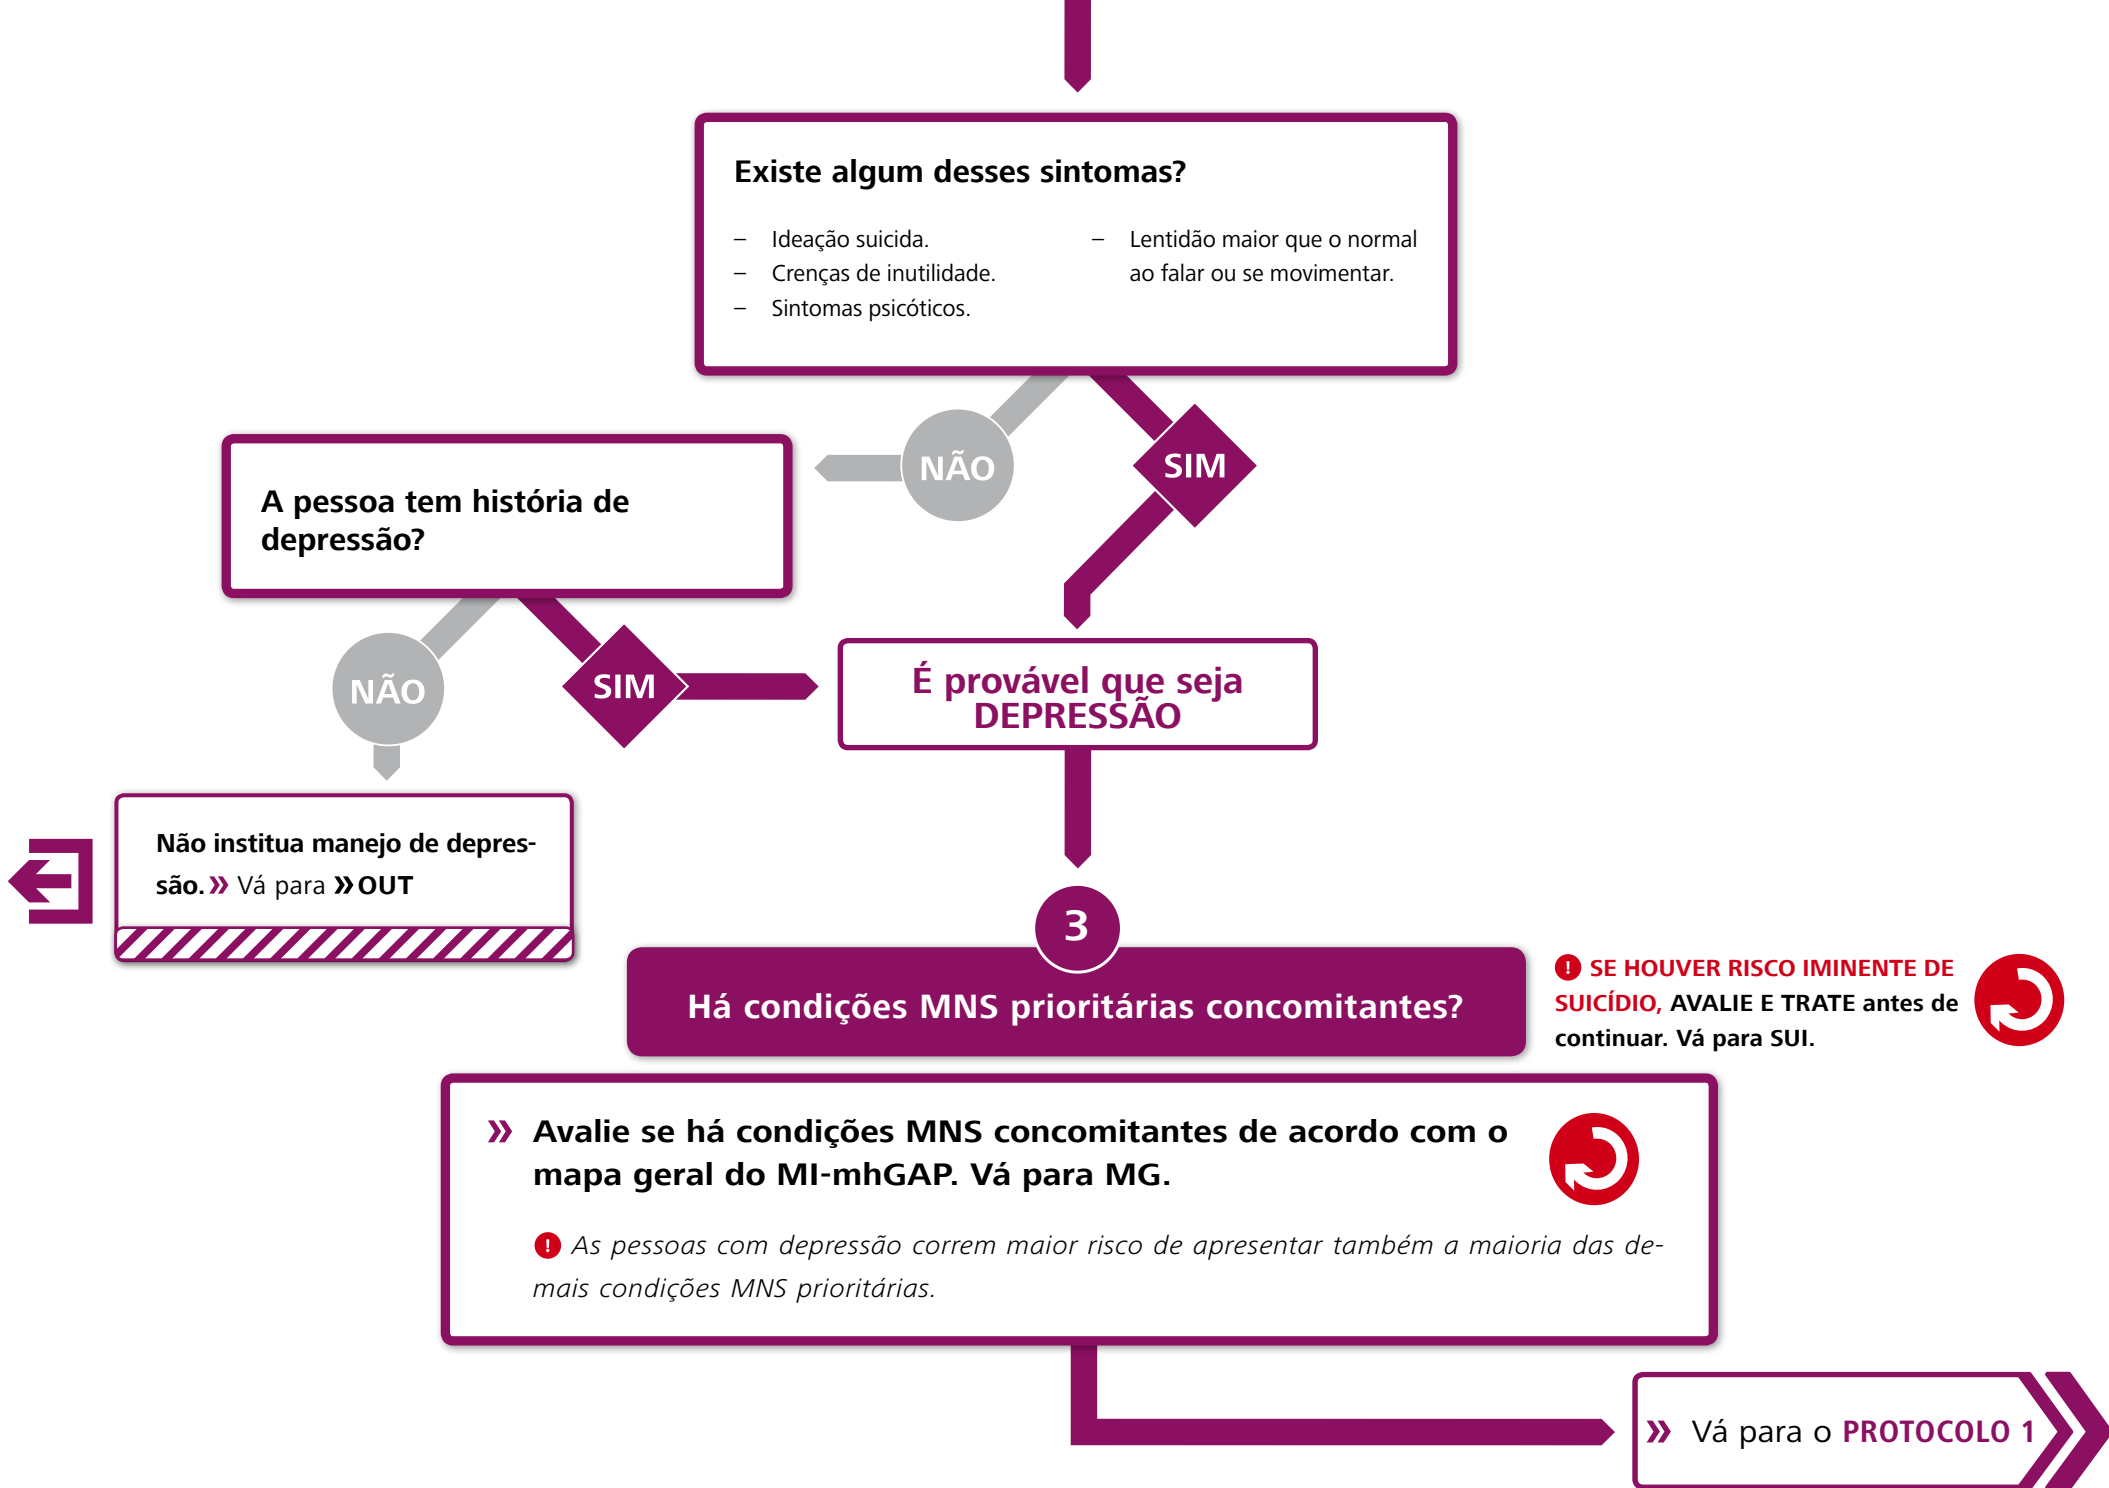 Existe algum desses sintomas?
– Ideação suicida.
– Crenças de inutilidade.
– Sintomas psicóticos.
– Lentidão maior que o normal
ao falar ou se movimentar.
NÃO
SIM
A pessoa tem história de
depressão?
NÃO
SIM
É provável que seja
DEPRESSÃO
Não institua manejo de depres-
são. » Vá para » OUT
3
Há condições MNS prioritárias concomitantes?
! SE HOUVER RISCO IMINENTE DE
SUICÍDIO, AVALIE E TRATE antes de
continuar. Vá para SUI.
» Avalie se há condições MNS concomitantes de acordo com o
mapa geral do MI-mhGAP. Vá para MG.
! As pessoas com depressão correm maior risco de apresentar também a maioria das de-
mais condições MNS prioritárias.
» Vá para o PROTOCOLO 1